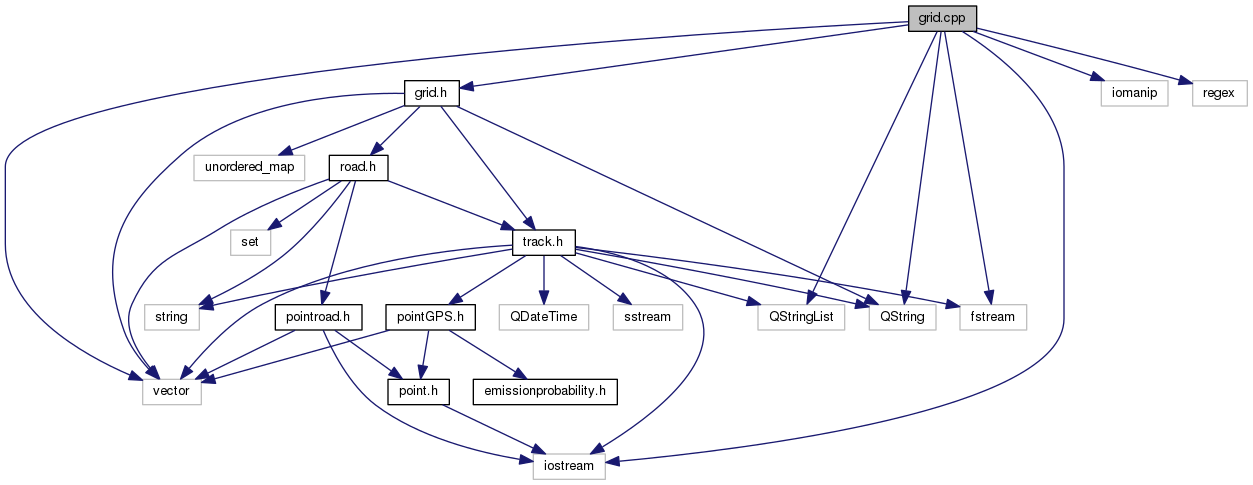 grid.cpp
grid.h
iomanip
regex
unordered_map
road.h
set
track.h
string
pointroad.h
pointGPS.h
QDateTime
sstream
QStringList
QString
fstream
vector
point.h
emissionprobability.h
iostream